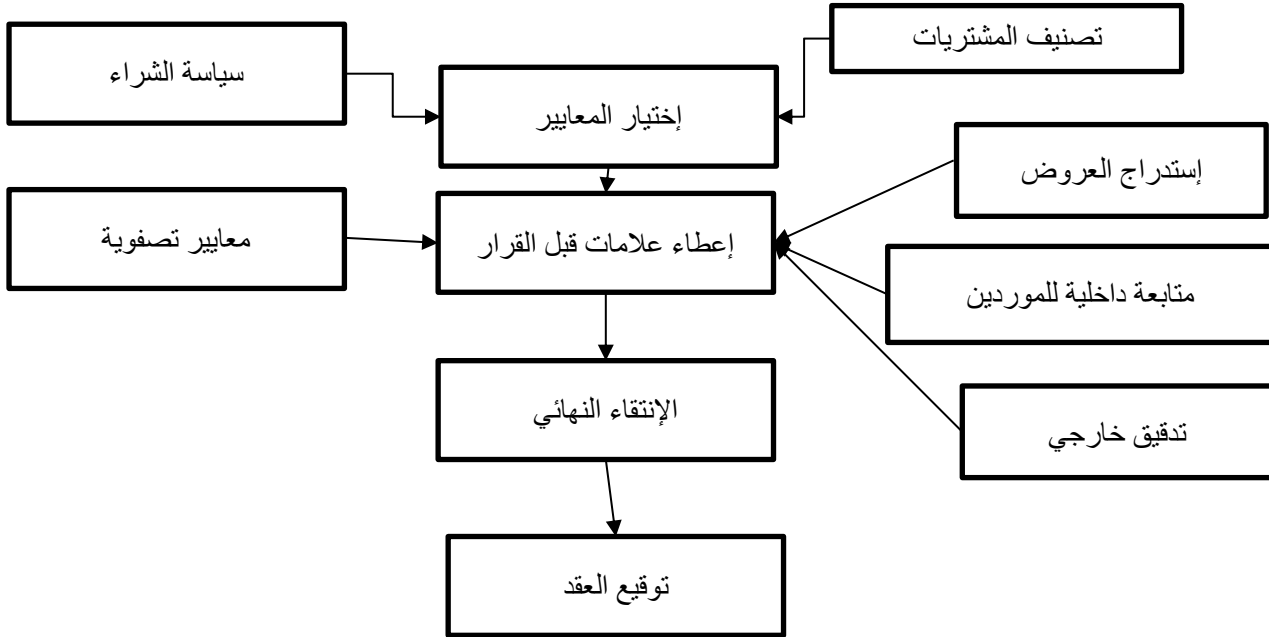 تصنيف المشتريات
سياسة الشراء
إختيار المعايير
إستدراج العروض
معايير تصفوية
إعطاء علامات قبل القرار
متابعة داخلية للموردين
الإنتقاء النهائي
تدقيق خارجي
توقيع العقد